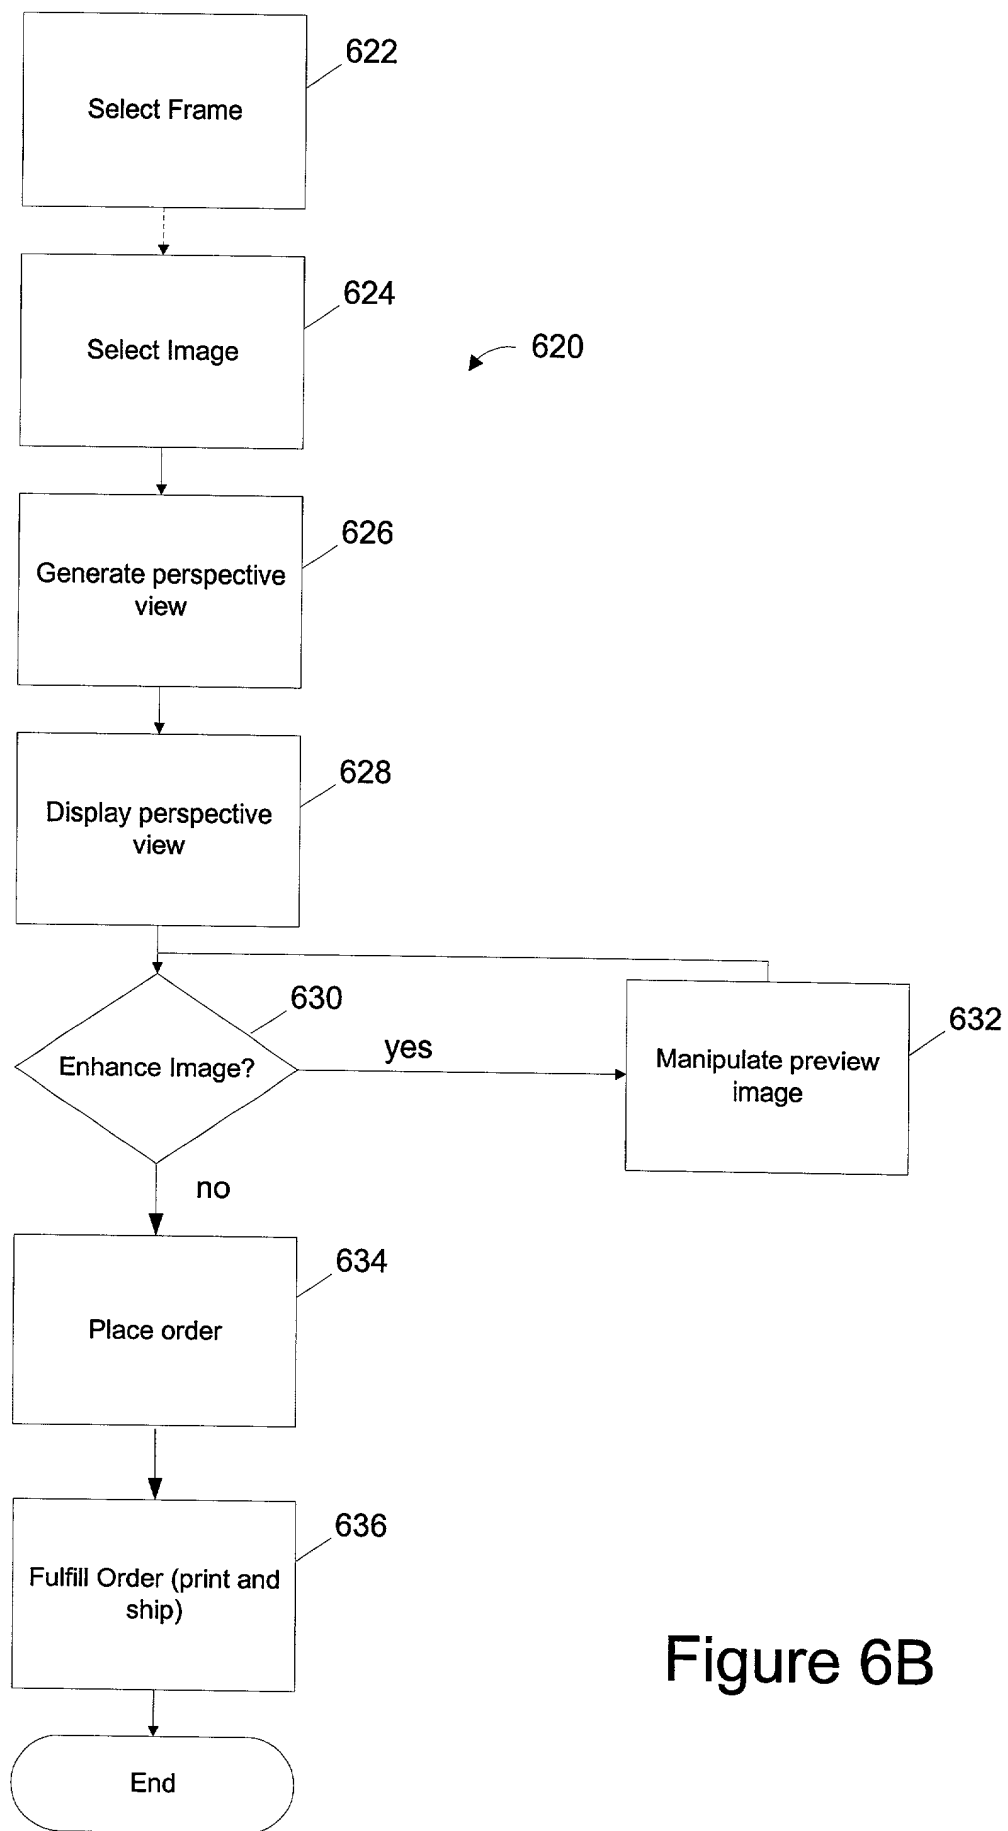 622
Select Frame
624
Select Image
620
626
Generate perspective
view
628
Display perspective
view
630
Enhance Image?
yes
632
Manipulate preview
image
no
634
Place order
636
Fulfill Order (print and
ship)
Figure 6B
End